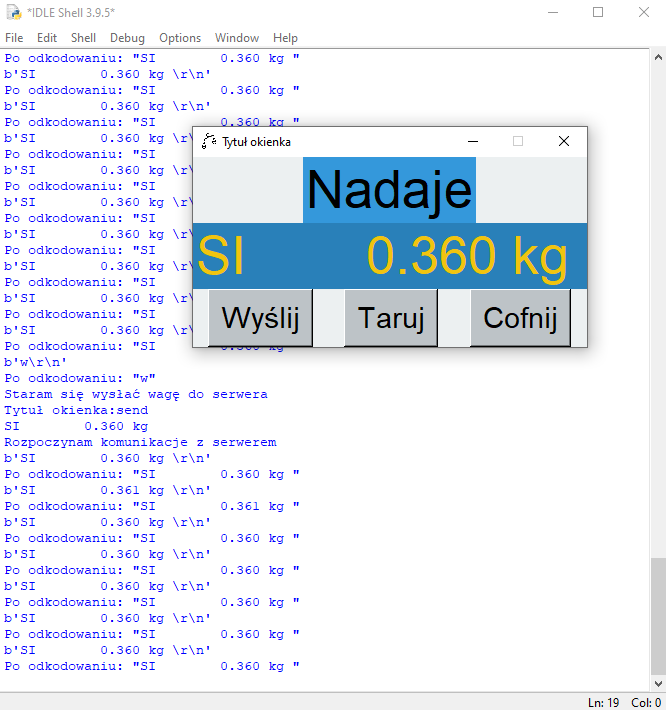 *IDLE Shell 3.9.5*
File Edit Shell Debug Options Window Help
Po odkodowaniu: "SI        0.360 kg "
b'SI        0.360 kg \r\n'
Po odkodowaniu: "SI        0.360 kg "
b'SI        0.360 kg \r\n'
Po odkodowaniu: "SI        0.360 kg "
b'SI        0.360 kg \r
Po odkodowaniu: "SI
b'SI        0.360 kg \r
Po odkodowaniu: "SI
b'SI        0.360 kg \r
Po odkodowaniu: "SI
b'SI        0.360 kg \r
Po odkodowaniu: "SI
b'SI        0.360 kg \r
Po odkodowaniu: "SI
b'SI        0.360 kg \r
Po odkodowaniu: "SI
b'SI        0.360 kg \r
Po odkodowaniu: "SI        0.360 kg
b'w\r\n'
Po odkodowaniu: "w"
Staram się wysłać wagę do serwera
Tytuł okienka:send
SI        0.360 kg
Rozpoczynam komunikacje z serwerem
b'SI        0.360 kg \r\n'
Po odkodowaniu: "SI        0.360 kg "
b'SI        0.361 kg \r\n'
Po odkodowaniu: "SI        0.361 kg "
b'SI        0.360 kg \r\n'
Po odkodowaniu: "SI        0.360 kg "
b'SI        0.360 kg \r\n'
Po odkodowaniu: "SI        0.360 kg "
b'SI        0.360 kg \r\n'
Po odkodowaniu: "SI        0.360 kg "
b'SI        0.360 kg \r\n'
Po odkodowaniu: "SI        0.360 kg "
b'SI        0.360 kg \r\n'
Po odkodowaniu: "SI        0.360 kg "
Tytuł okienka
Nadaje
SI        0.360 kg
Wyślij Taruj Cofnij
Ln: 19 Col: 0